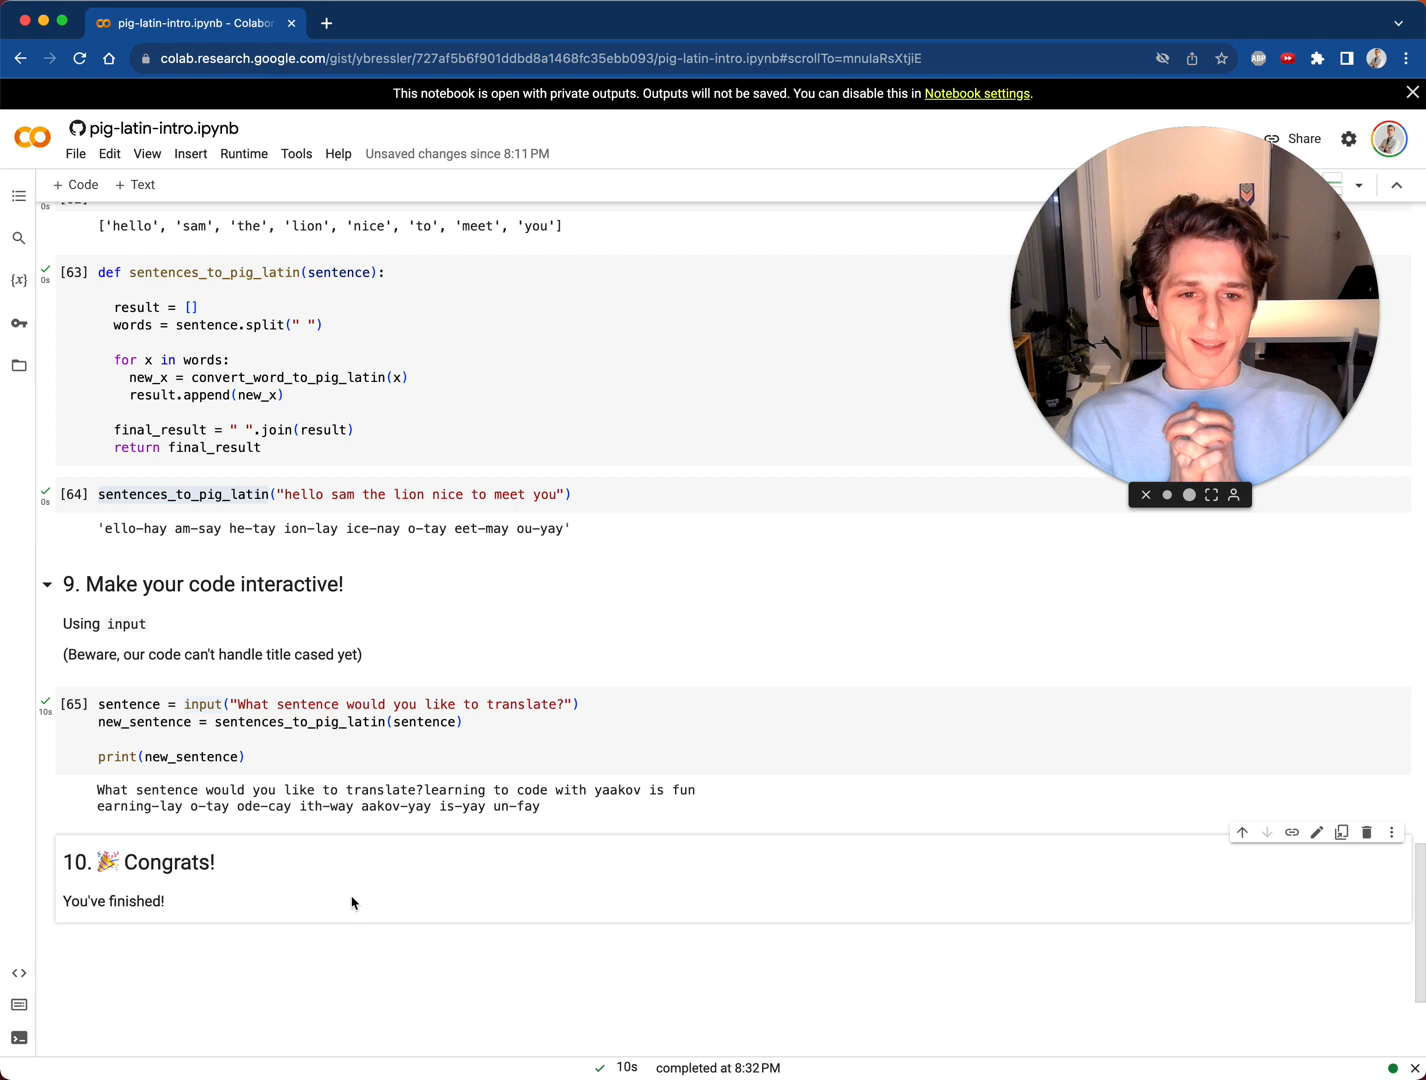 pig-latin-intro.ipynb - Colabor
colab.research.google.com/gist/ybressler/727af5b6f901ddbd8a1468fc35ebb093/pig-latin-intro.ipynb#scrollTo=mnulaRsXtjiE
ABP
This notebook is open with private outputs. Outputs will not be saved. You can disable this in Notebook settings.
pig-latin-intro.ipynb
Share
File Edit View Insert Runtime Tools Help Unsaved changes since 8:11 PM
+ Code + Text
0s
['hello', 'sam', 'the', 'lion', 'nice', 'to', 'meet', 'you']
[63] def sentences_to_pig_latin(sentence):
0s
result = []
words = sentence.split(" ")
for x in words:
new_x = convert_word_to_pig_latin(x)
result.append(new_x)
final_result = " ".join(result)
return final_result
[64] sentences_to_pig_latin("hello sam the lion nice to meet you")
0s
'ello-hay am-say he-tay ion-lay ice-nay o-tay eet-may ou-yay'
9. Make your code interactive!
Using input
(Beware, our code can't handle title cased yet)
[65] sentence = input("What sentence would you like to translate?")
10s
new_sentence = sentences_to_pig_latin(sentence)
print(new_sentence)
What sentence would you like to translate?learning to code with yaakov is fun
earning-lay o-tay ode-cay ith-way aakov-yay is-yay un-fay
10. 🎉 Congrats!
You've finished!
10s completed at 8:32 PM